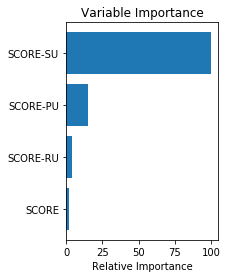 Variable Importance
SCORE-SU
SCORE-PU
SCORE-RU
SCORE
0 25 50 75 100
Relative Importance